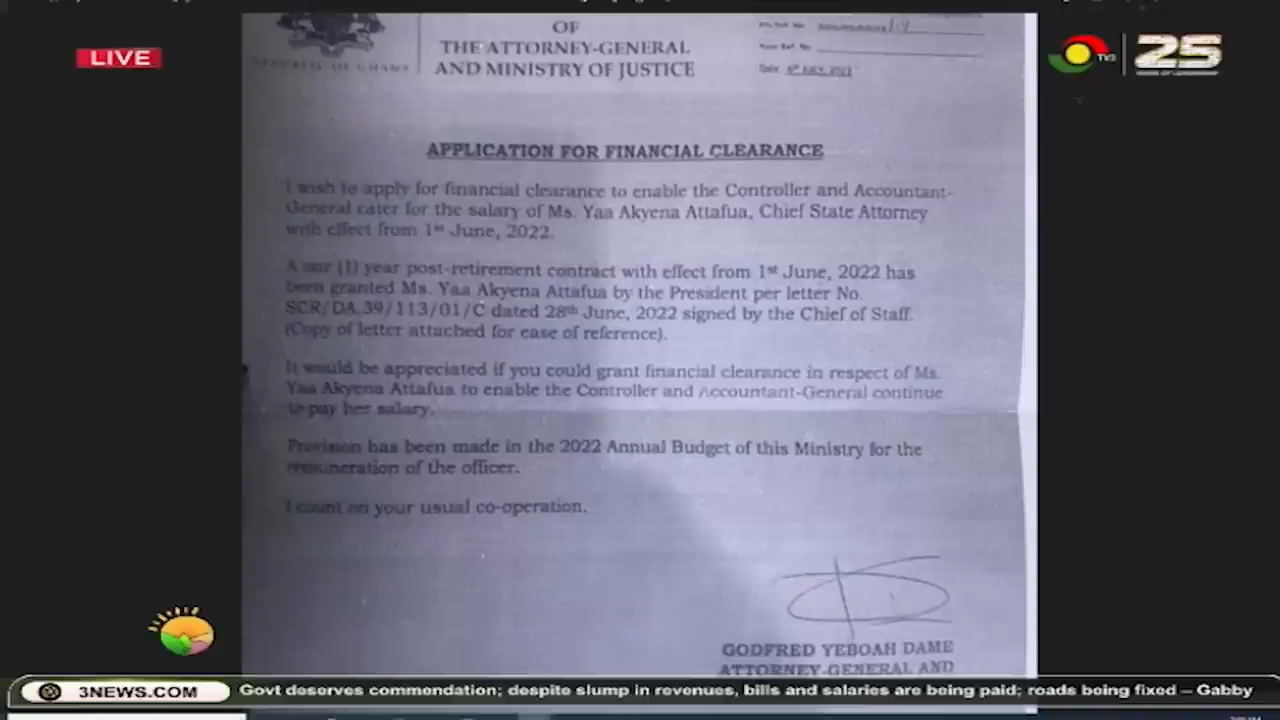 OF
THE ATTORNEY-GENERAL
AND MINISTRY OF JUSTICE
REPUBLIC OF GHANA
Date: 6th JULY, 2022
LIVE
TV3
25
APPLICATION FOR FINANCIAL CLEARANCE
I wish to apply for financial clearance to enable the Controller and Accountant-
General cater for the salary of Ms. Yaa Akyena Attafua, Chief State Attorney
with effect from 1st June, 2022.
A one (1) year post-retirement contract with effect from 1st June, 2022 has
been granted Ms. Yaa Akyena Attafua by the President per letter No.
SCR/DA.39/113/01/C dated 28th June, 2022 signed by the Chief of Staff.
(Copy of letter attached for ease of reference).
It would be appreciated if you could grant financial clearance in respect of Ms.
Yaa Akyena Attafua to enable the Controller and Accountant-General continue
to pay her salary.
Provision has been made in the 2022 Annual Budget of this Ministry for the
remuneration of the officer.
I count on your usual co-operation.
GODFRED YEBOAH DAME
ATTORNEY-GENERAL AND
3NEWS.COM
Govt deserves commendation; despite slump in revenues, bills and salaries are being paid; roads being fixed – Gabby